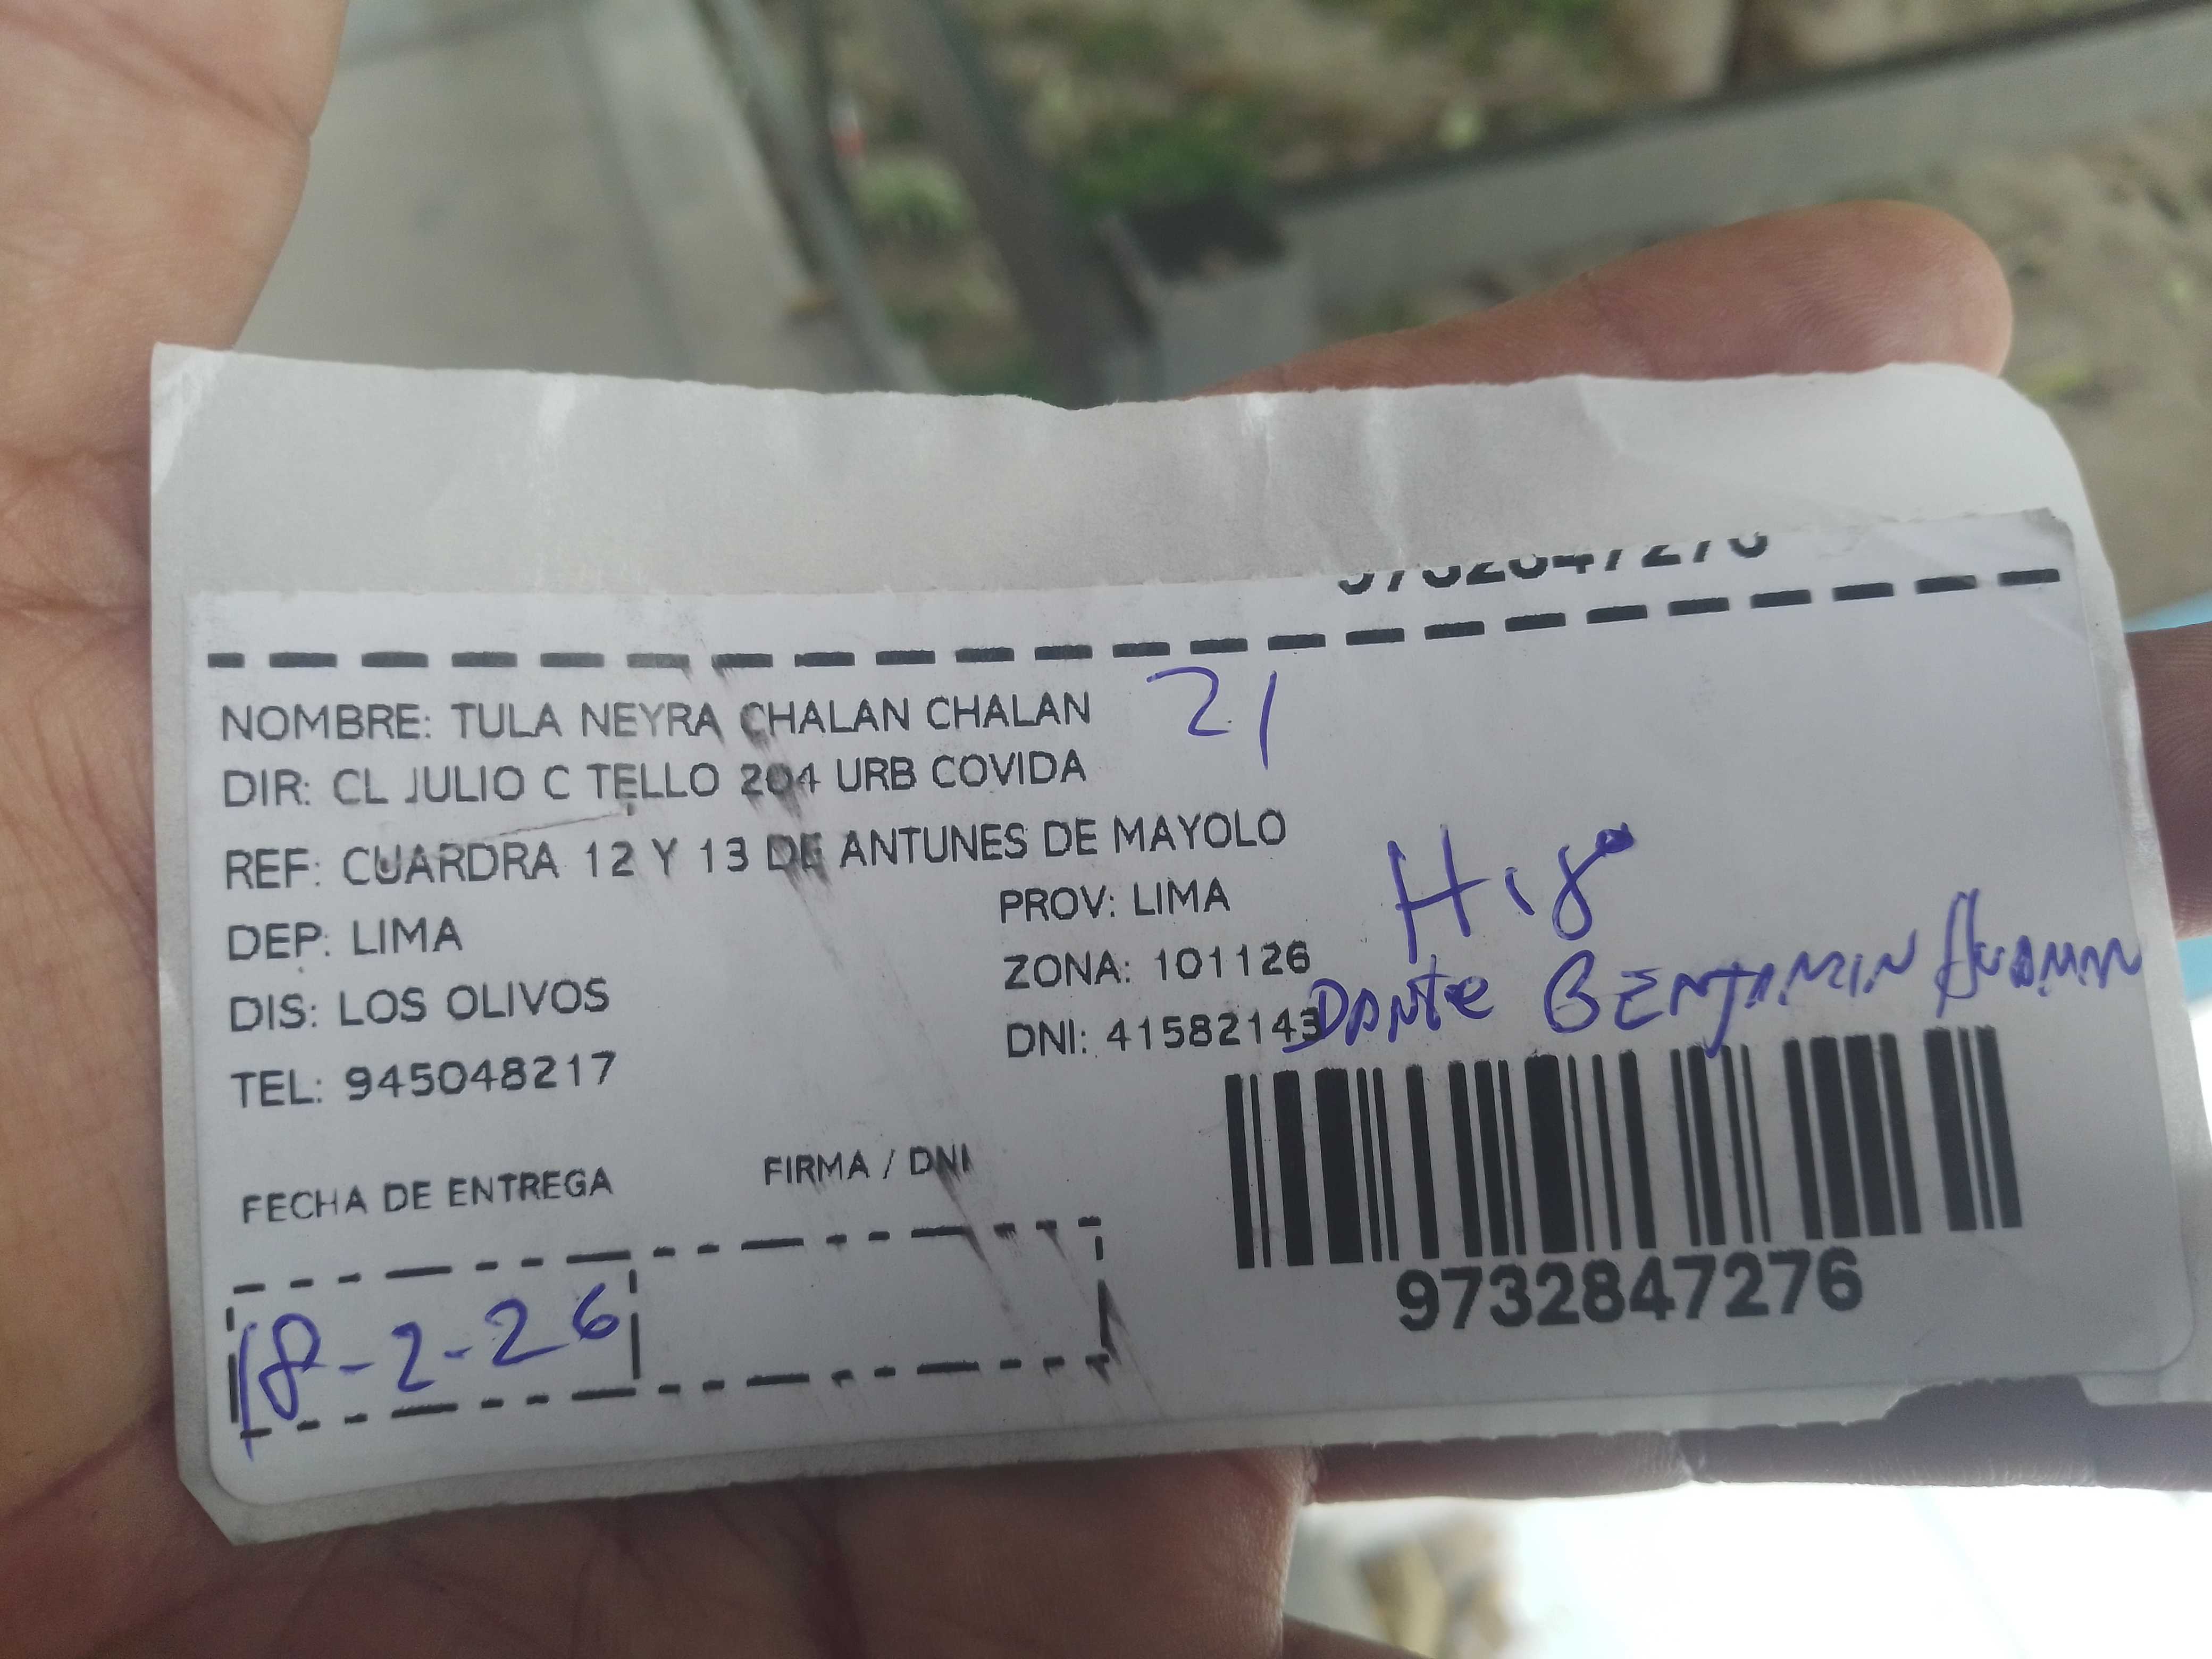 9732847276
NOMBRE: TULA NEYRA CHALAN CHALAN 21
DIR: CL JULIO C TELLO 204 URB COVIDA
REF: CUARDRA 12 Y 13 DE ANTUNES DE MAYOLO
DEP: LIMA PROV: LIMA
Hijo
DIS: LOS OLIVOS ZONA: 101126
TEL: 945048217 DNI: 41582143
DANTE BENJAMIN
FECHA DE ENTREGA FIRMA / DNI
18-2-26
9732847276